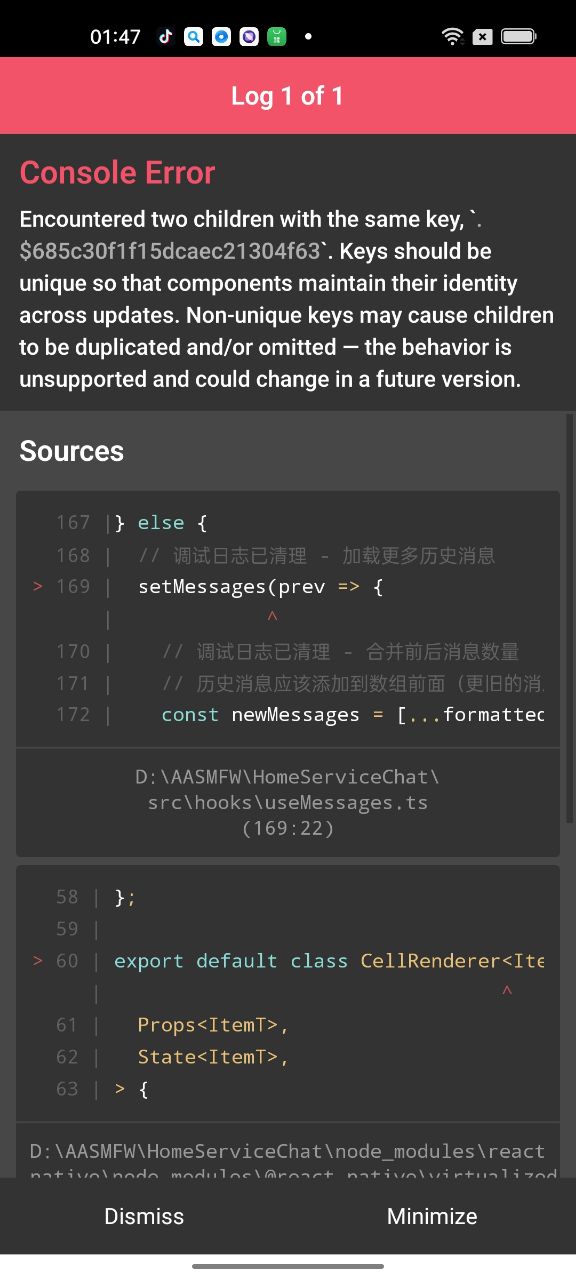 01:47
Log 1 of 1
Console Error
Encountered two children with the same key, `.
$685c30f1f15dcaec21304f63`. Keys should be
unique so that components maintain their identity
across updates. Non-unique keys may cause children
to be duplicated and/or omitted — the behavior is
unsupported and could change in a future version.
Sources
167 |} else {
168 | // 调试日志已清理 - 加载更多历史消息
> 169 | setMessages(prev => {
| ^
170 | // 调试日志已清理 - 合并前后消息数量
171 | // 历史消息应该添加到数组前面（更旧的消
172 | const newMessages = [...formatted
D:\AASMFW\HomeServiceChat\
src\hooks\useMessages.ts
(169:22)
58 | };
59 |
> 60 | export default class CellRenderer<Ite
| ^
61 | Props<ItemT>,
62 | State<ItemT>,
63 | > {
D:\AASMFW\HomeServiceChat\node_modules\react
native\node_modules\@react_native\virtualized
Dismiss
Minimize